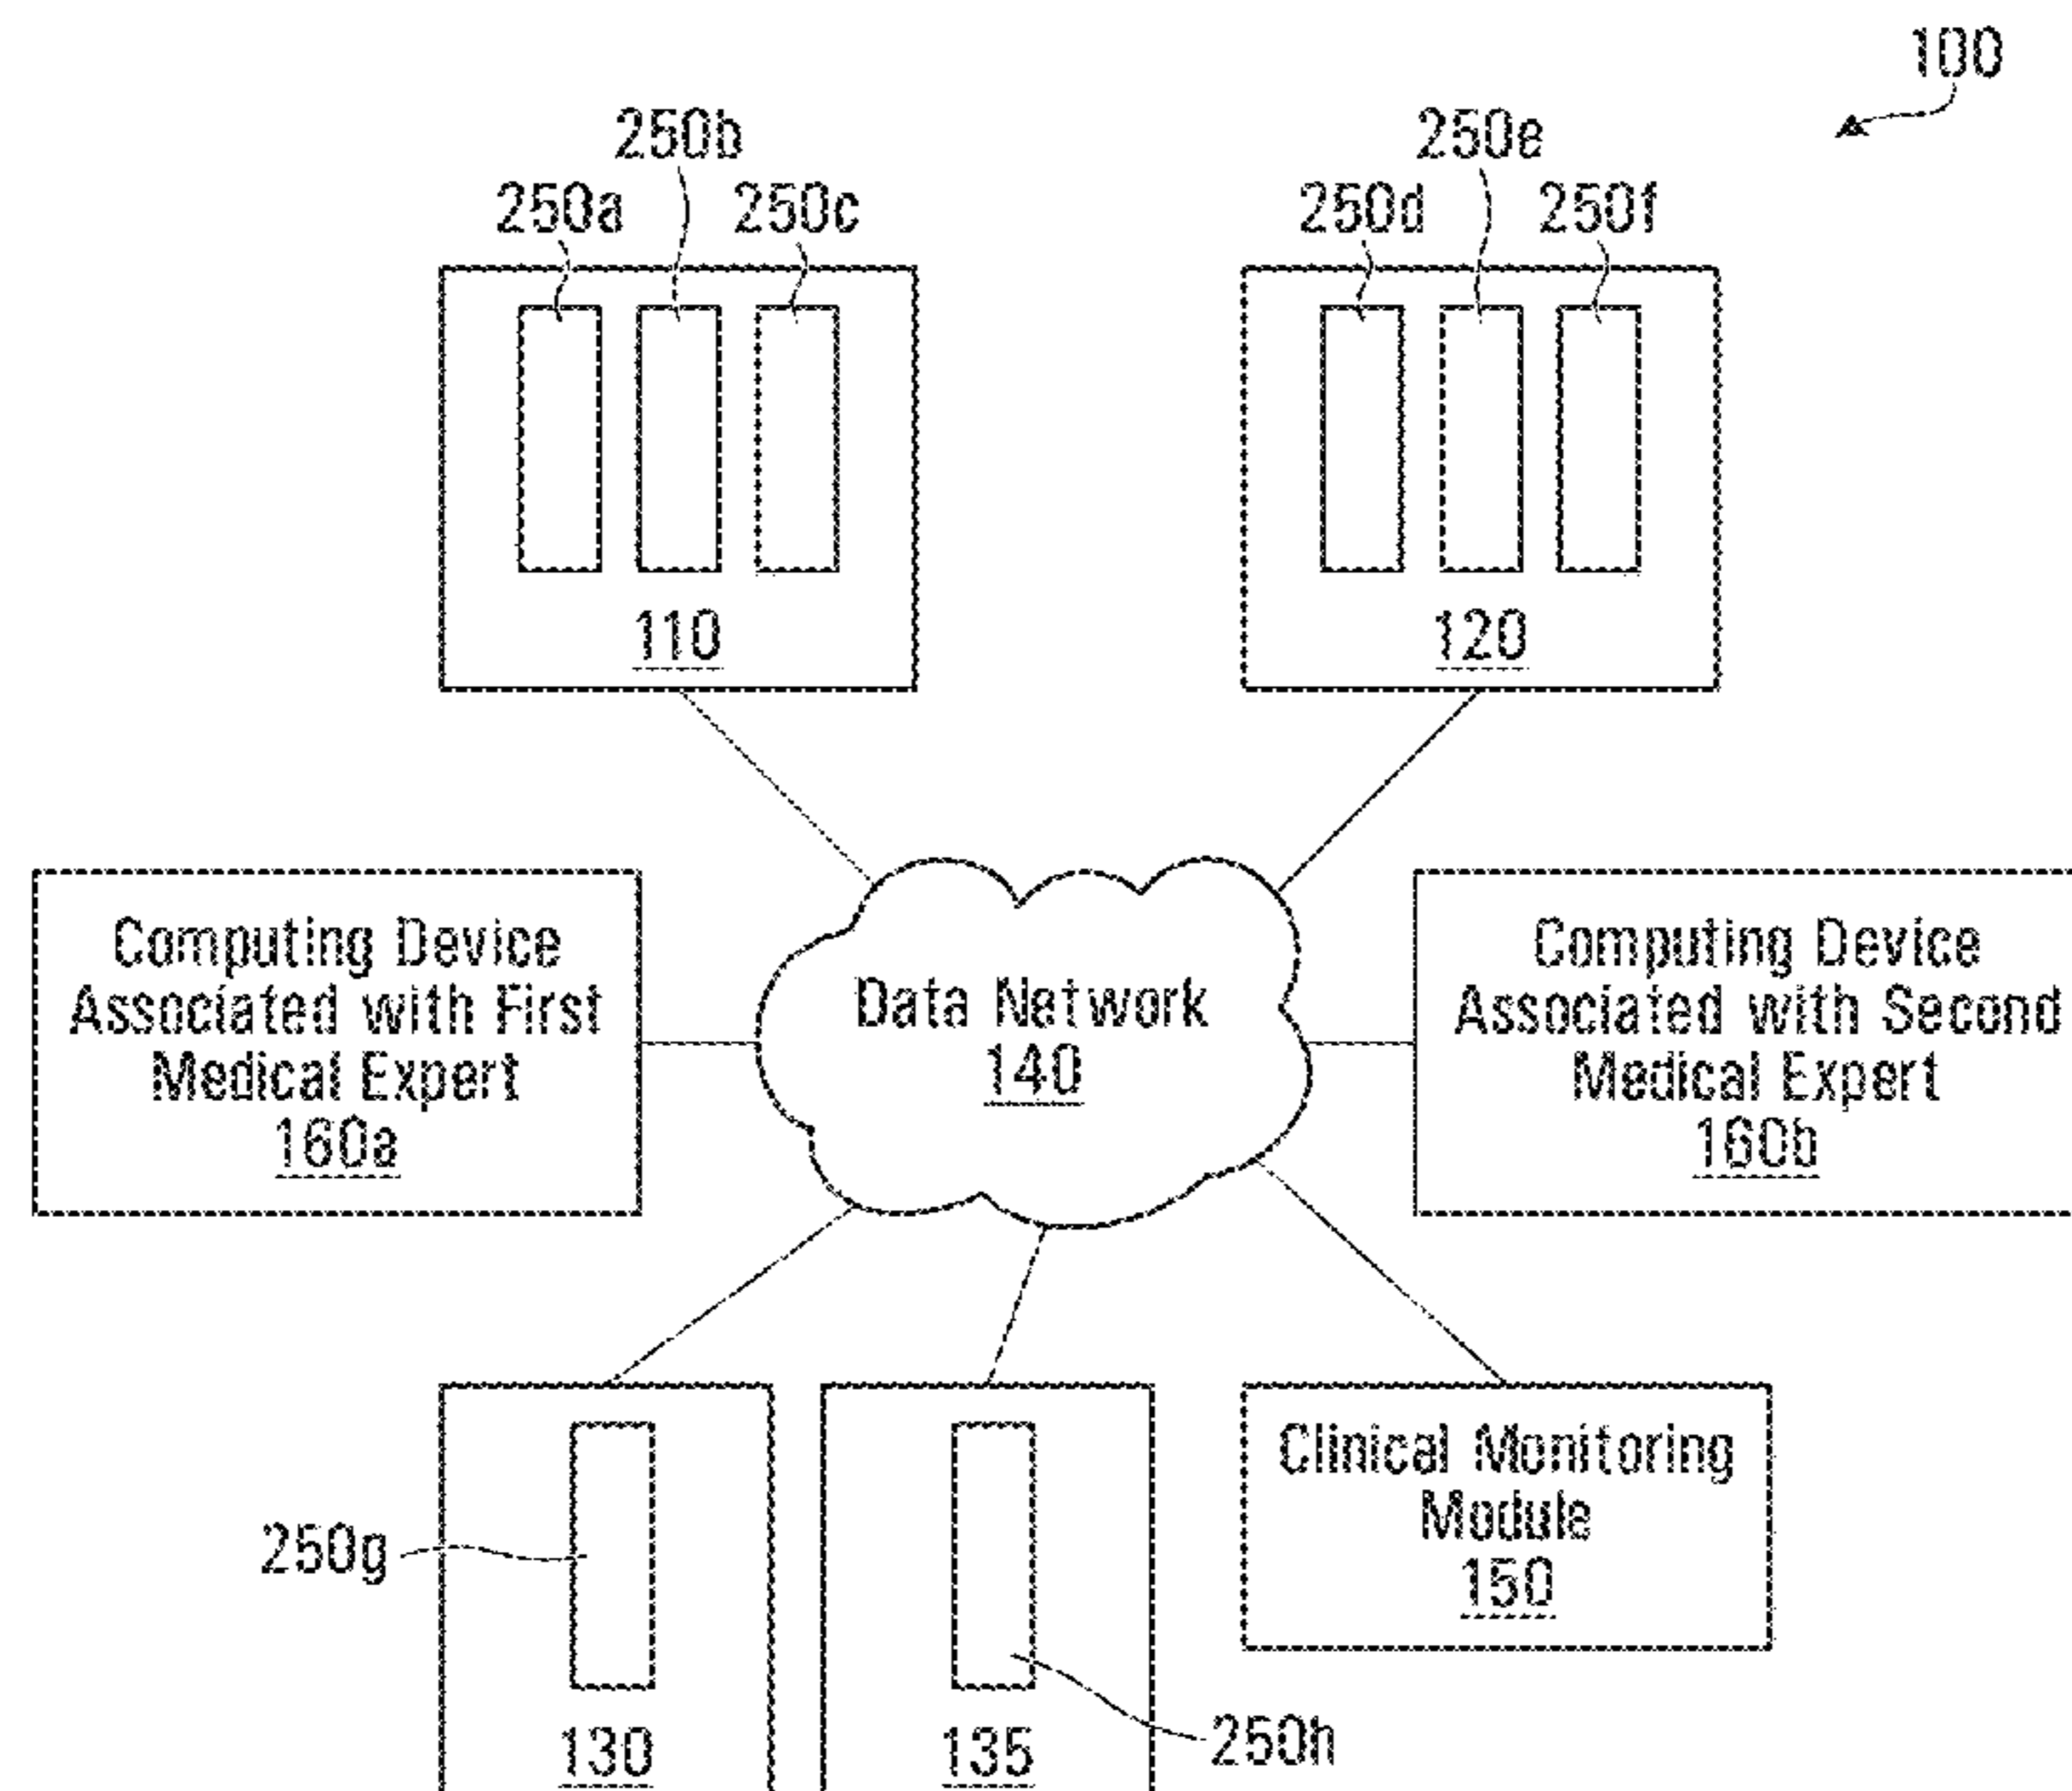 100
250b
250e
250a
250c
250d
250f
110
120
Computing Device
Associated with First
Medical Expert
160a
Data Network
140
Computing Device
Associated with Second
Medical Expert
160b
Clinical Monitoring
Module
150
250g
130
135
250h